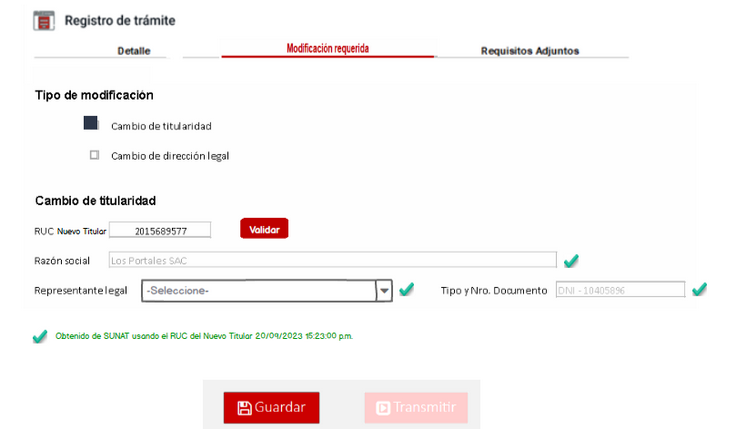 Registro de trámite
Detalle
Modificación requerida
Requisitos Adjuntos
Tipo de modificación
Cambio de titularidad
Cambio de dirección legal
Cambio de titularidad
RUC Nuevo Titular 2015689577 Validar
Razón social Los Portales SAC
Representante legal -Seleccione- Tipo y Nro. Documento DNI - 10405896
Obtenido de SUNAT usando el RUC del Nuevo Titular 20/09/2023 15:23:00 p.m.
Guardar Transmitir